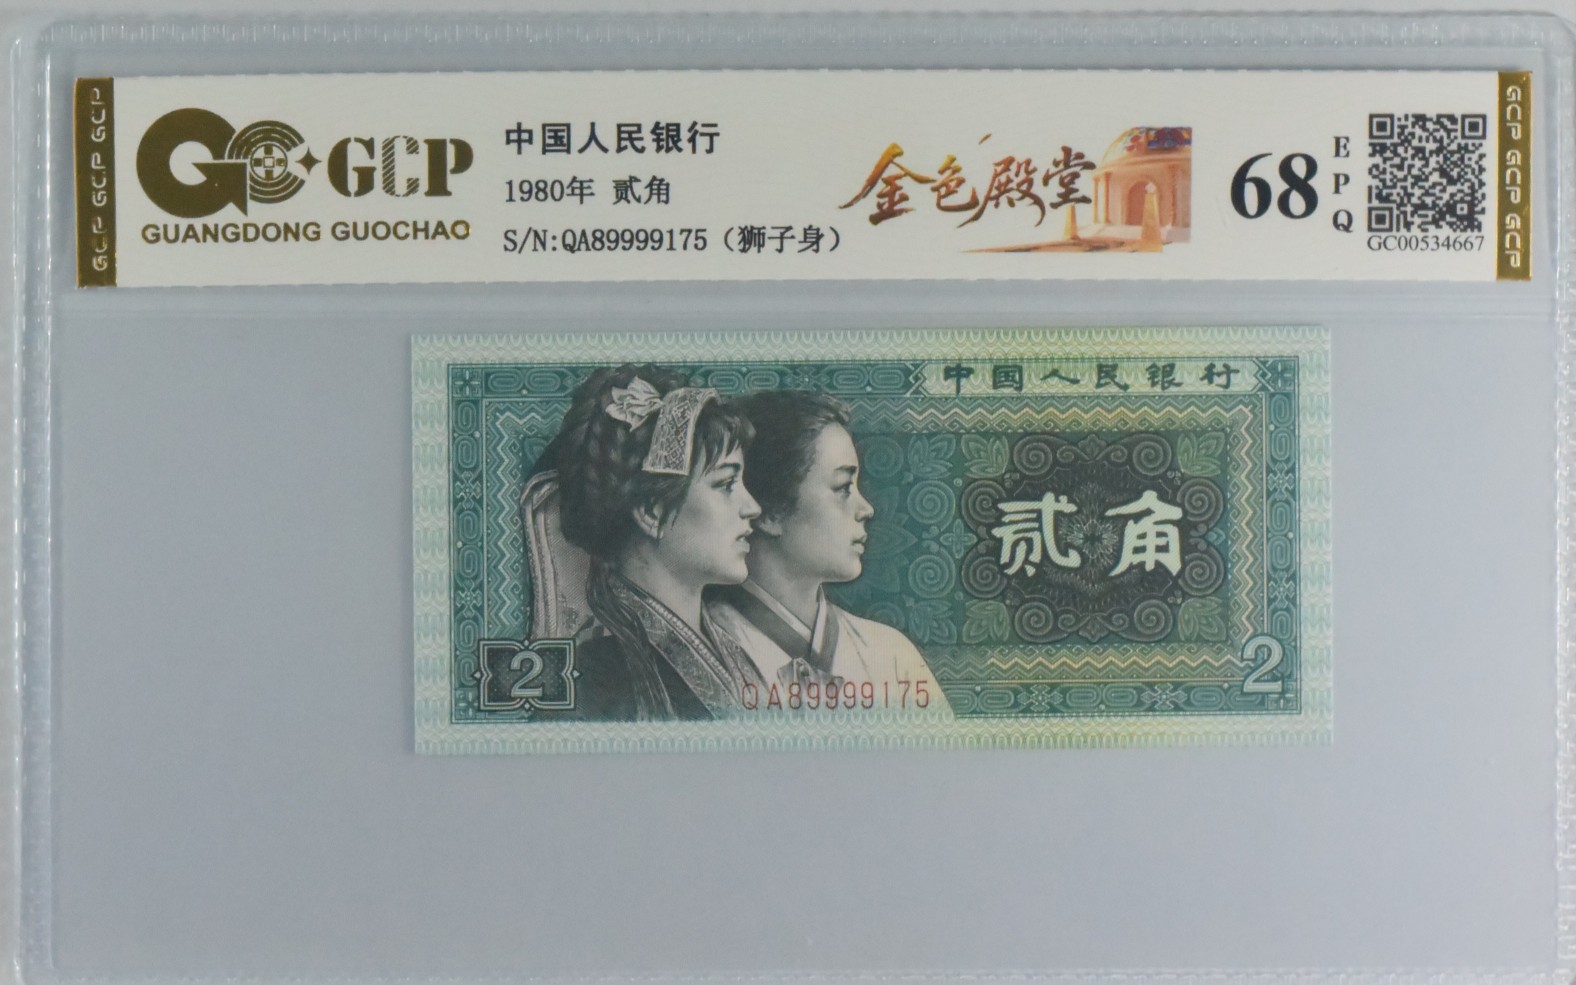 GCP GCP GCP
GCP
GUANGDONG GUOCHAO
中国人民银行
1980年 贰角
S/N:QA89999175（狮子身）
金色殿堂
68
EPQ
GC00534667
GCP GCP GCP
中国人民银行
贰角
2
QA89999175
2